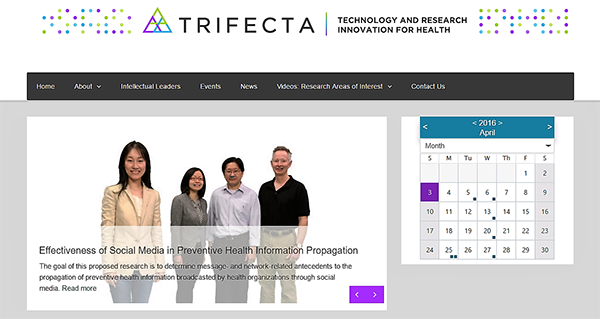 TRIFECTA
TECHNOLOGY AND RESEARCH
INNOVATION FOR HEALTH
Home About Intellectual Leaders Events News Videos: Research Areas of Interest Contact Us
Effectiveness of Social Media in Preventive Health Information Propagation
The goal of this proposed research is to determine message- and network-related antecedents to the
propagation of preventive health information broadcasted by health organizations through social
media. Read more
< 2016 >
< April >
Month
S M T W Th F S
1 2
3 4 5 6 7 8 9
10 11 12 13 14 15 16
17 18 19 20 21 22 23
24 25 26 27 28 29 30